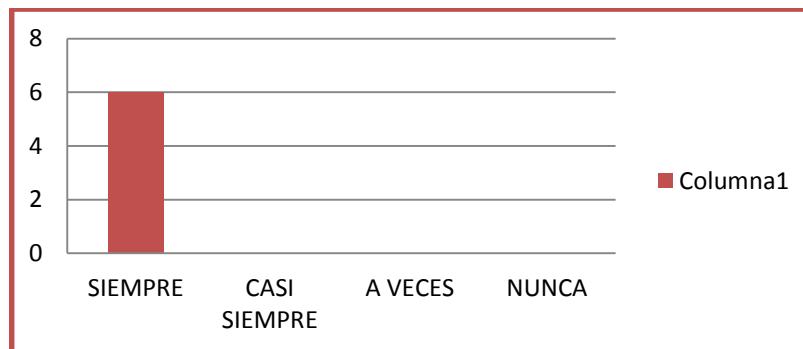 8
6
4
2
0
SIEMPRE
CASI
SIEMPRE
A VECES
NUNCA
Columna1